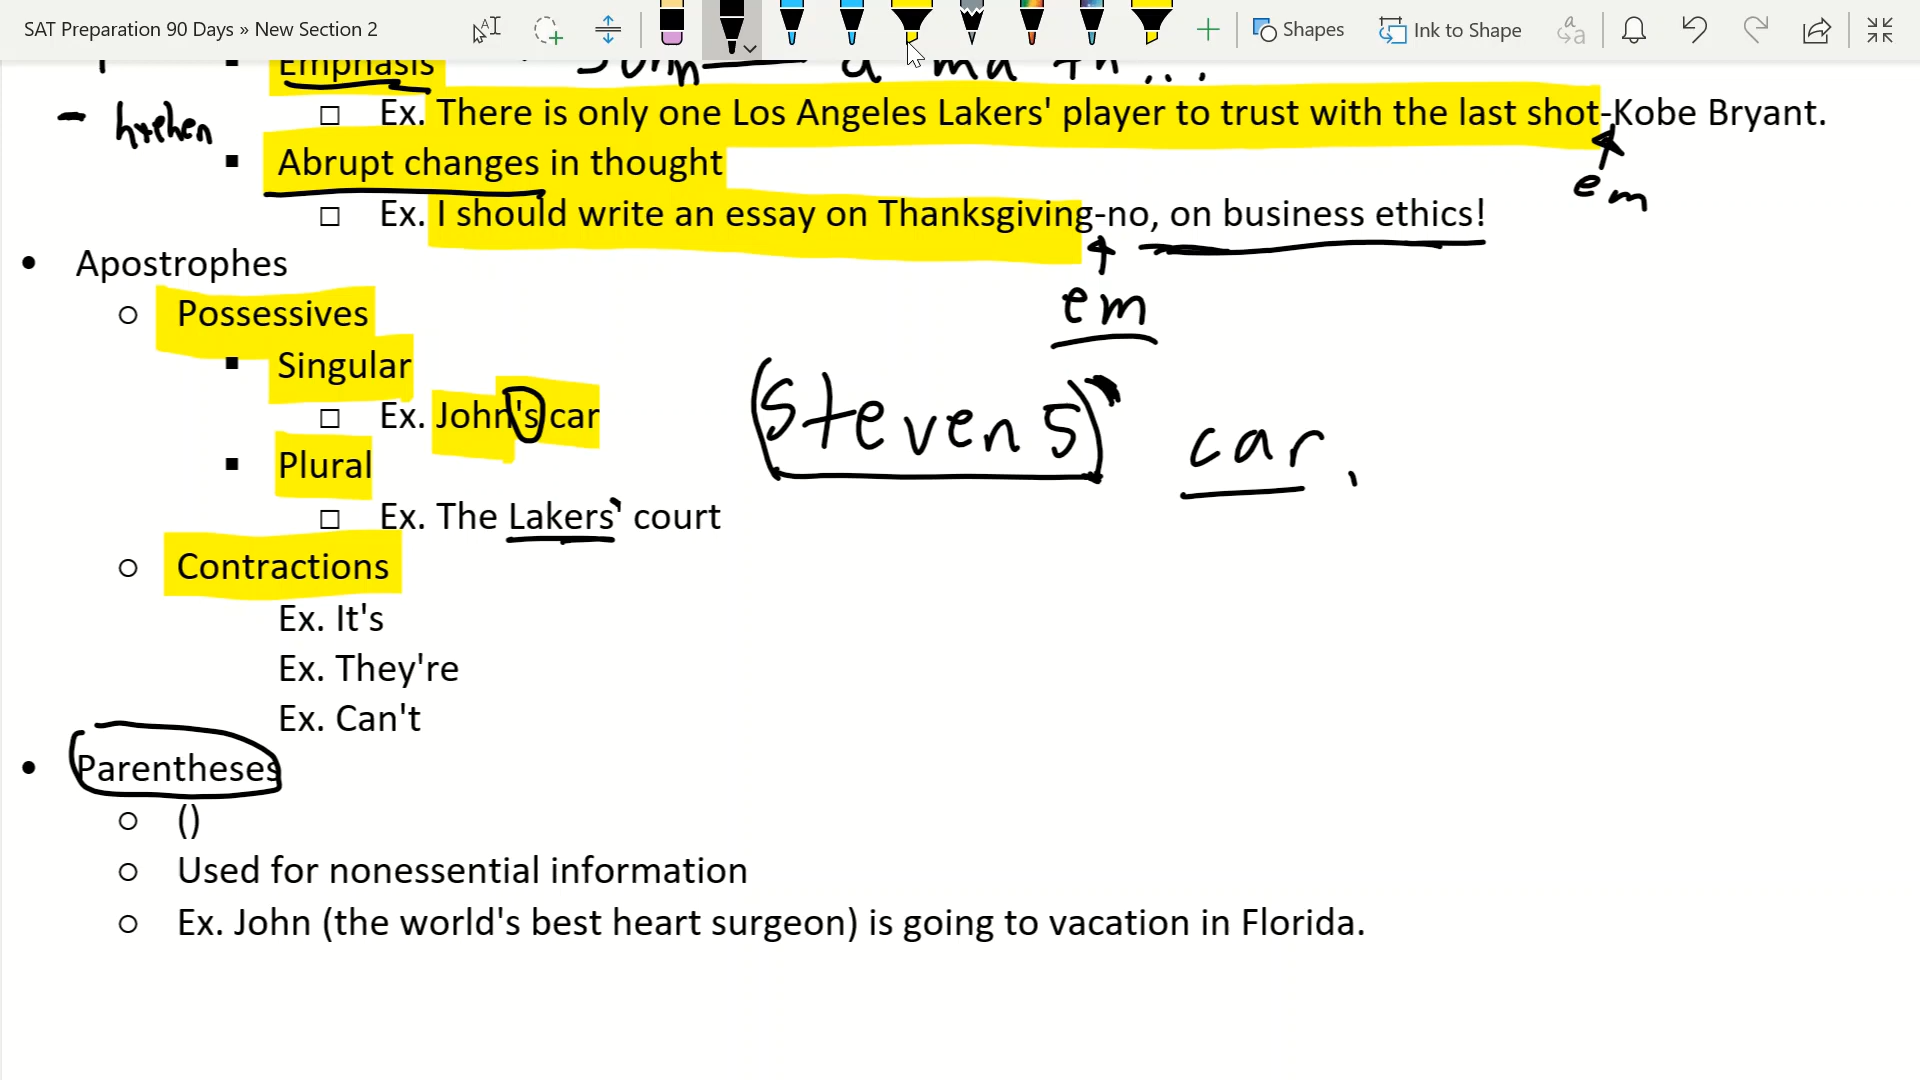 SAT Preparation 90 Days » New Section 2
Shapes
Ink to Shape
Emphasis
John a ma th ...
- hyphen
Ex. There is only one Los Angeles Lakers' player to trust with the last shot-Kobe Bryant.
Abrupt changes in thought
em
Ex. I should write an essay on Thanksgiving-no, on business ethics!
• Apostrophes
em
Possessives
Singular
Ex. John's car
(Stevens)' car.
Plural
Ex. The Lakers' court
Contractions
Ex. It's
Ex. They're
Ex. Can't
• Parentheses
()
Used for nonessential information
Ex. John (the world's best heart surgeon) is going to vacation in Florida.